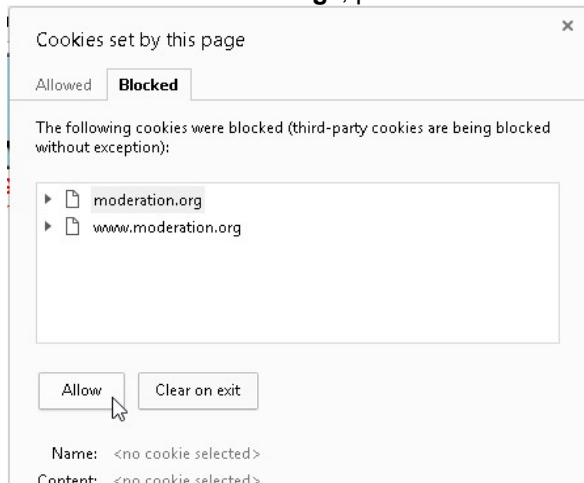 Cookies set by this page
Allowed Blocked
The following cookies were blocked (third-party cookies are being blocked
without exception):
moderation.org
www.moderation.org
Allow Clear on exit
Name: <no cookie selected>
Content: <no cookie selected>